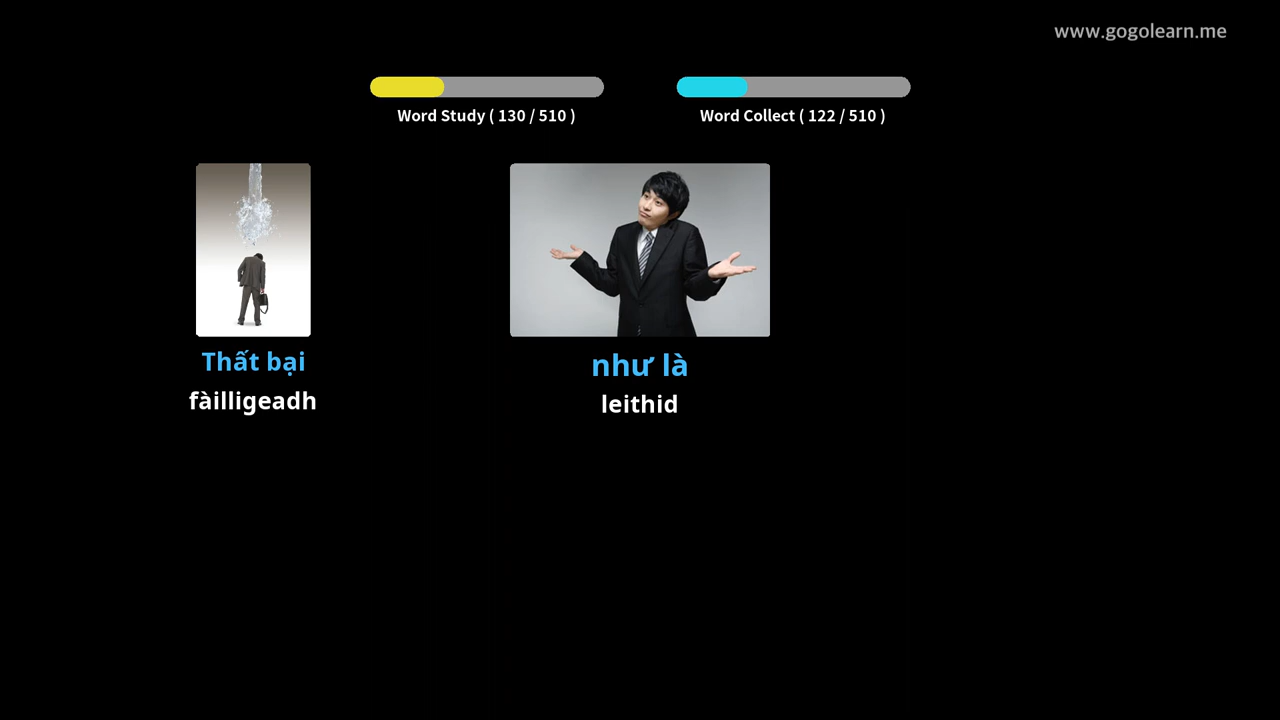 www.gogolearn.me
Word Study ( 130 / 510 )
Word Collect ( 122 / 510 )
Thất bại
fàilligeadh
như là
leithid